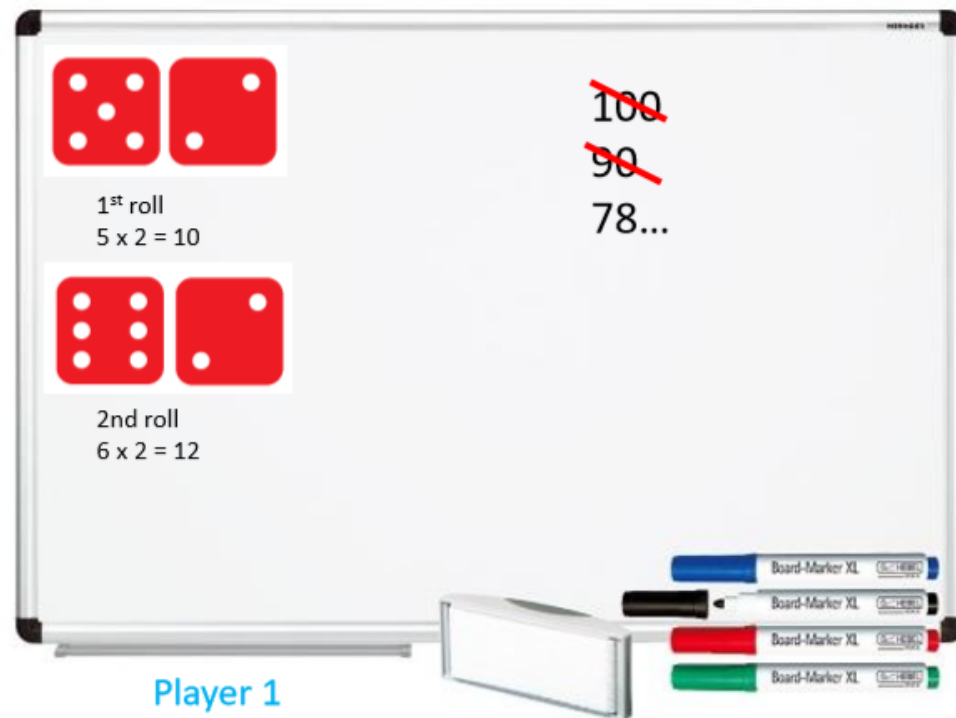 1st roll
5 x 2 = 10
2nd roll
6 x 2 = 12
100
90
78...
Board-Marker XL
Board-Marker XL
Board-Marker XL
Board-Marker XL
Player 1